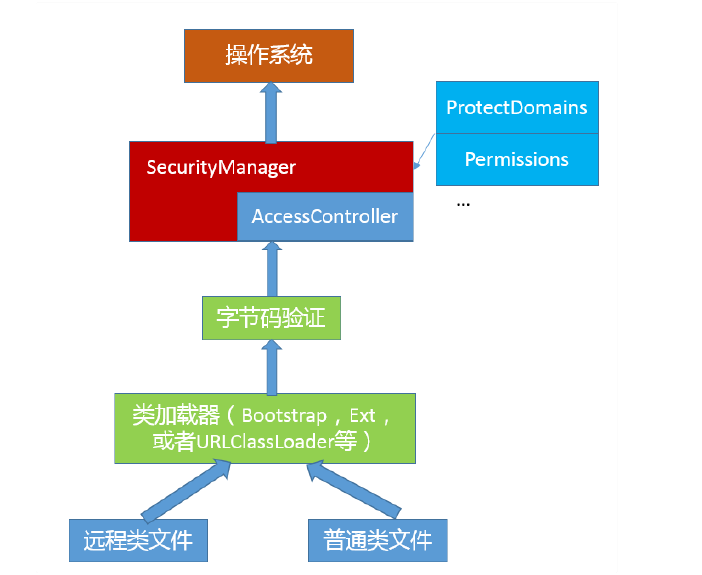 操作系统
ProtectDomains
SecurityManager
Permissions
...
AccessController
字节码验证
类加载器（Bootstrap，Ext，
或者URLClassLoader等）
远程类文件
普通类文件